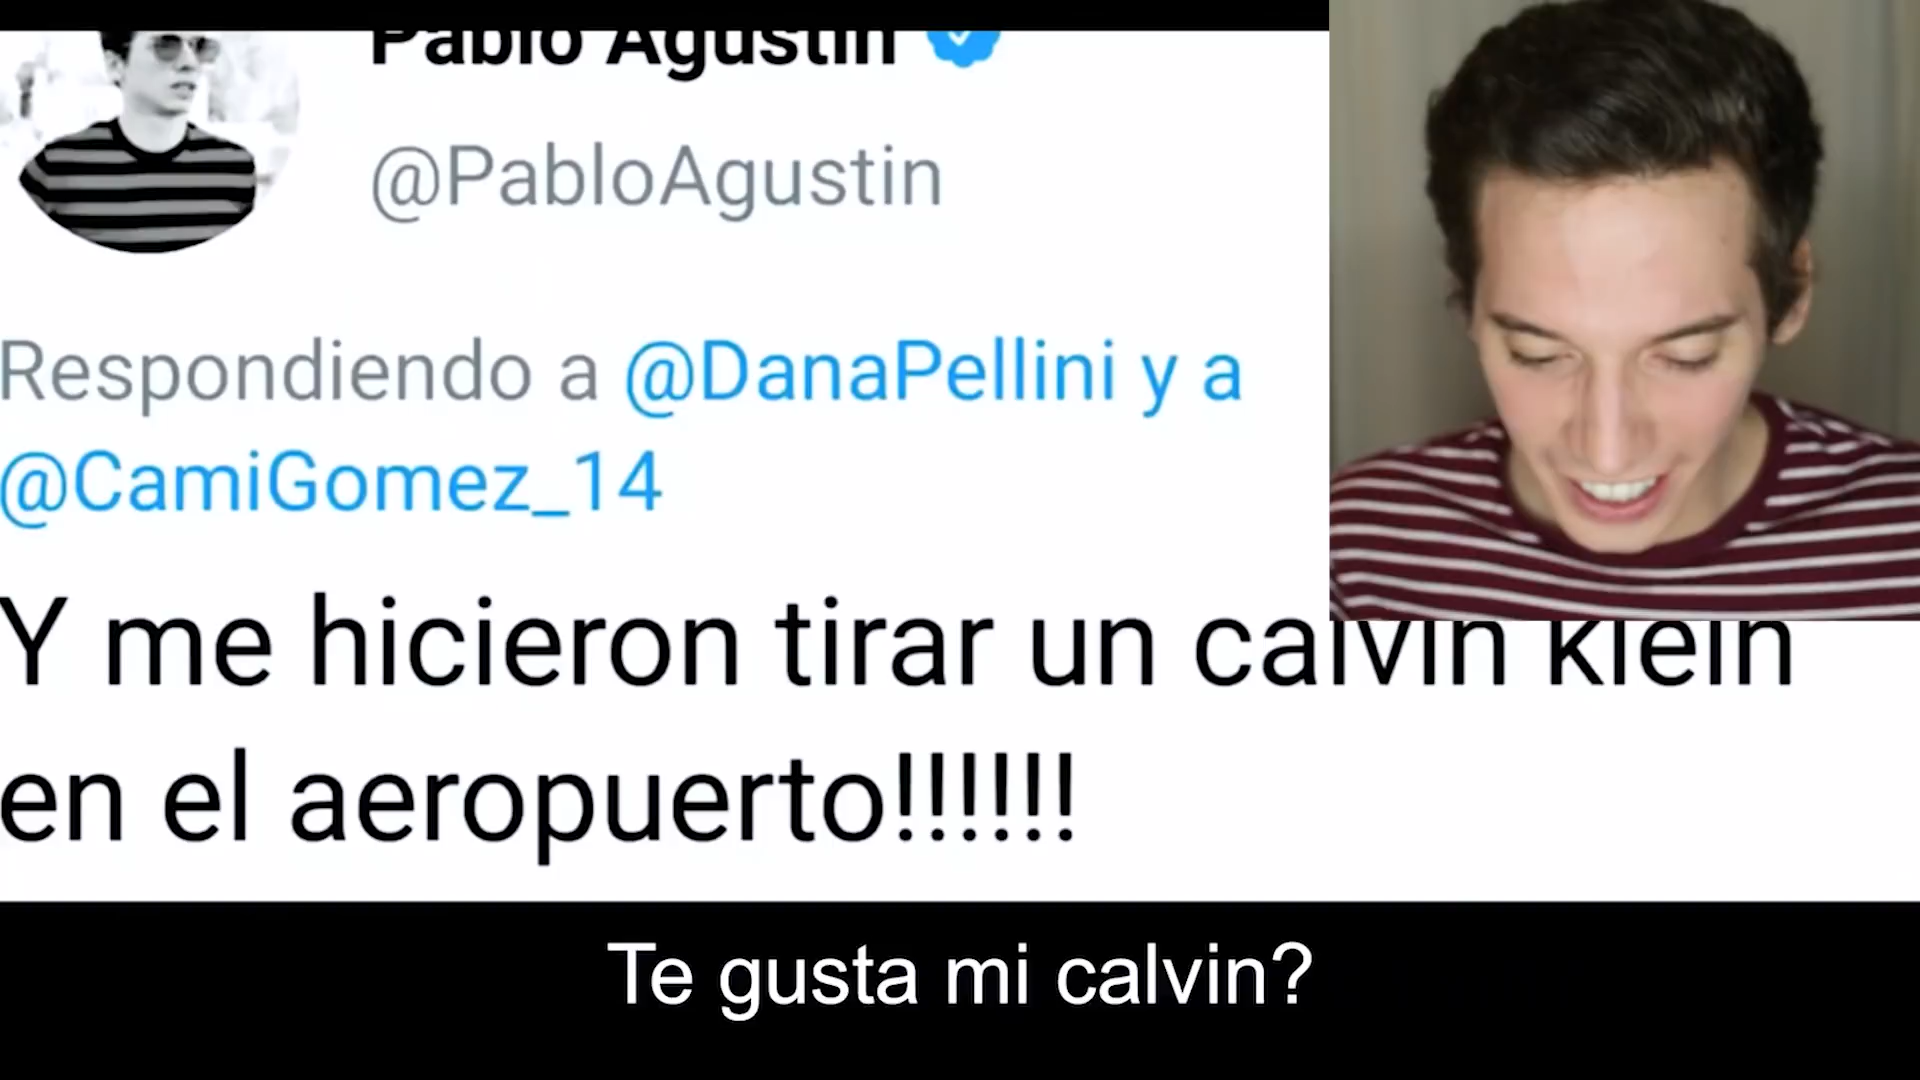 Pablo Agustin
@PabloAgustin
Respondiendo a @DanaPellini y a
@CamiGomez_14
Y me hicieron tirar un calvin klein
en el aeropuerto!!!!!!
Te gusta mi calvin?